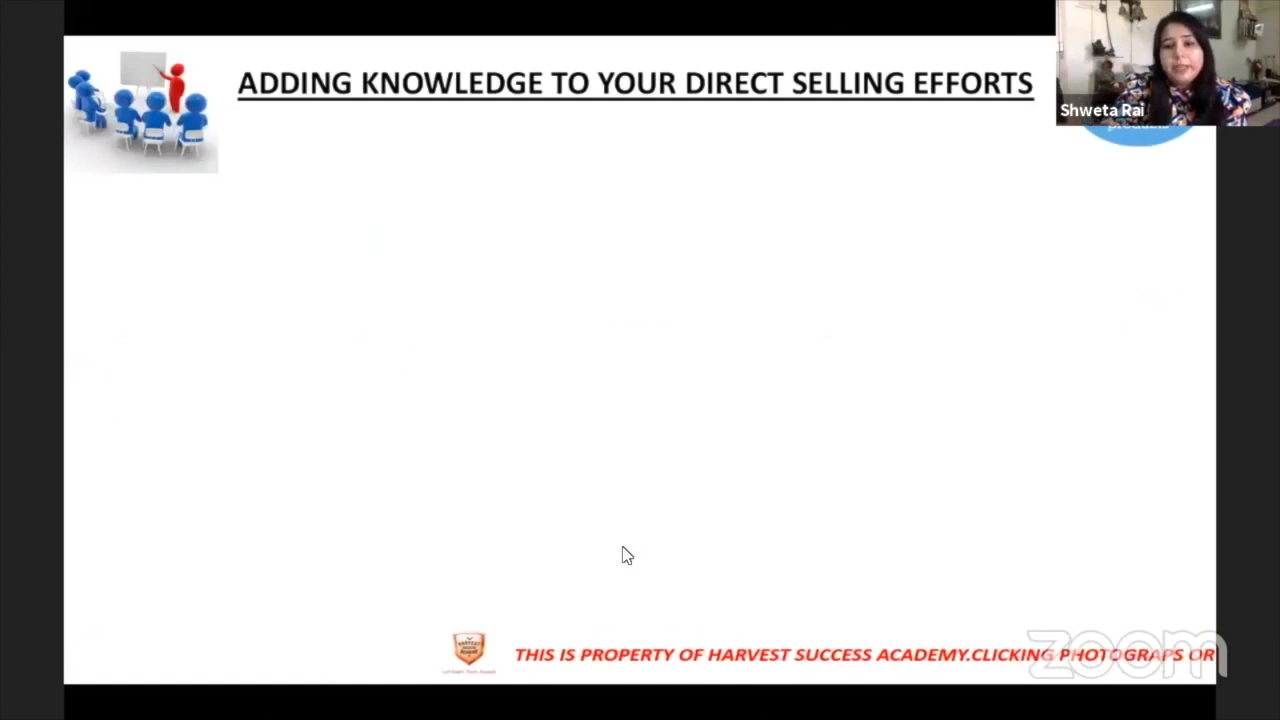 ADDING KNOWLEDGE TO YOUR DIRECT SELLING EFFORTS
Shweta Rai
products
THIS IS PROPERTY OF HARVEST SUCCESS ACADEMY.CLICKING PHOTOGRAPS OR
zoom